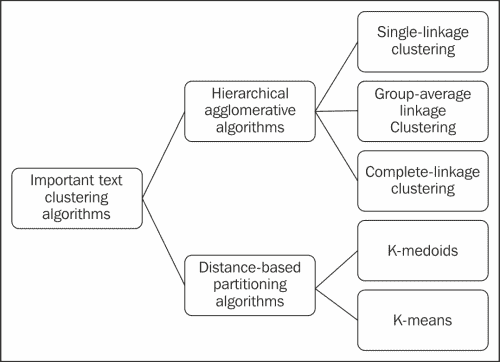 Important text
clustering
algorithms
Hierarchical
agglomerative
algorithms
Single-linkage
clustering
Group-average
linkage
Clustering
Complete-linkage
clustering
Distance-based
partitioning
algorithms
K-medoids
K-means